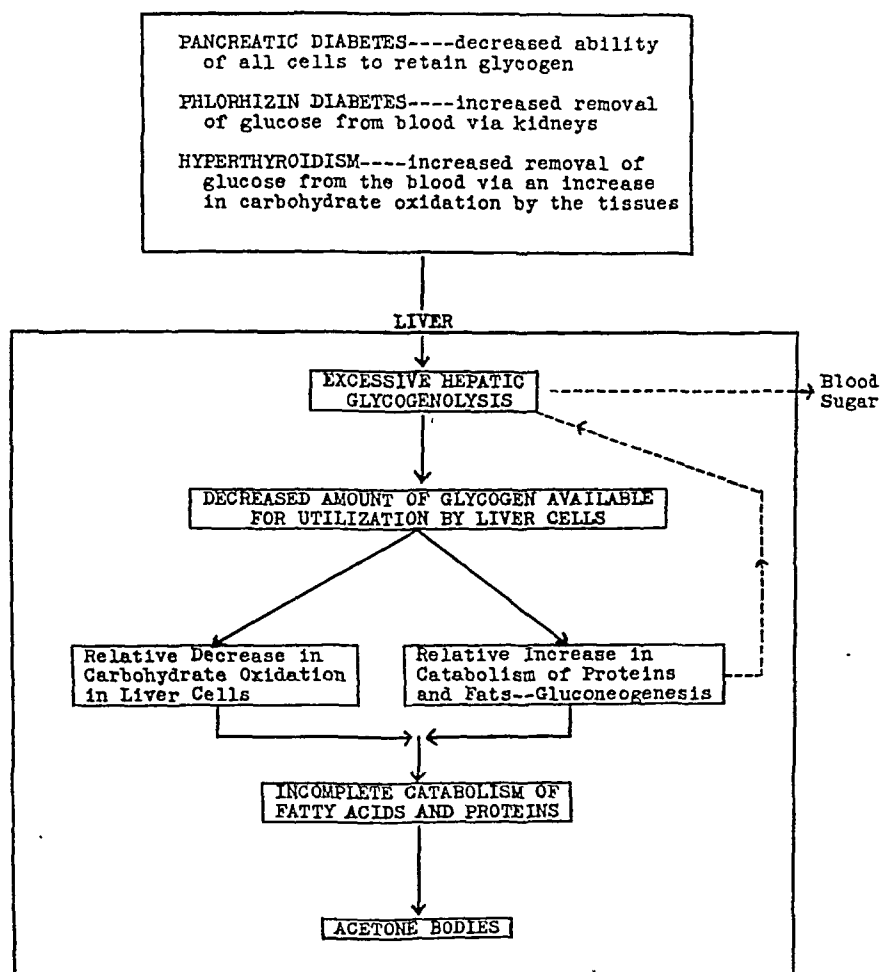 PANCREATIC DIABETES----decreased ability
of all cells to retain glycogen
PHLORHIZIN DIABETES----increased removal
of glucose from blood via kidneys
HYPERTHYROIDISM----increased removal of
glucose from the blood via an increase
in carbohydrate oxidation by the tissues
LIVER
EXCESSIVE HEPATIC
GLYCOGENOLYSIS
Blood
Sugar
DECREASED AMOUNT OF GLYCOGEN AVAILABLE
FOR UTILIZATION BY LIVER CELLS
Relative Decrease in
Carbohydrate Oxidation
in Liver Cells
Relative Increase in
Catabolism of Proteins
and Fats--Gluconeogenesis
INCOMPLETE CATABOLISM OF
FATTY ACIDS AND PROTEINS
ACETONE BODIES